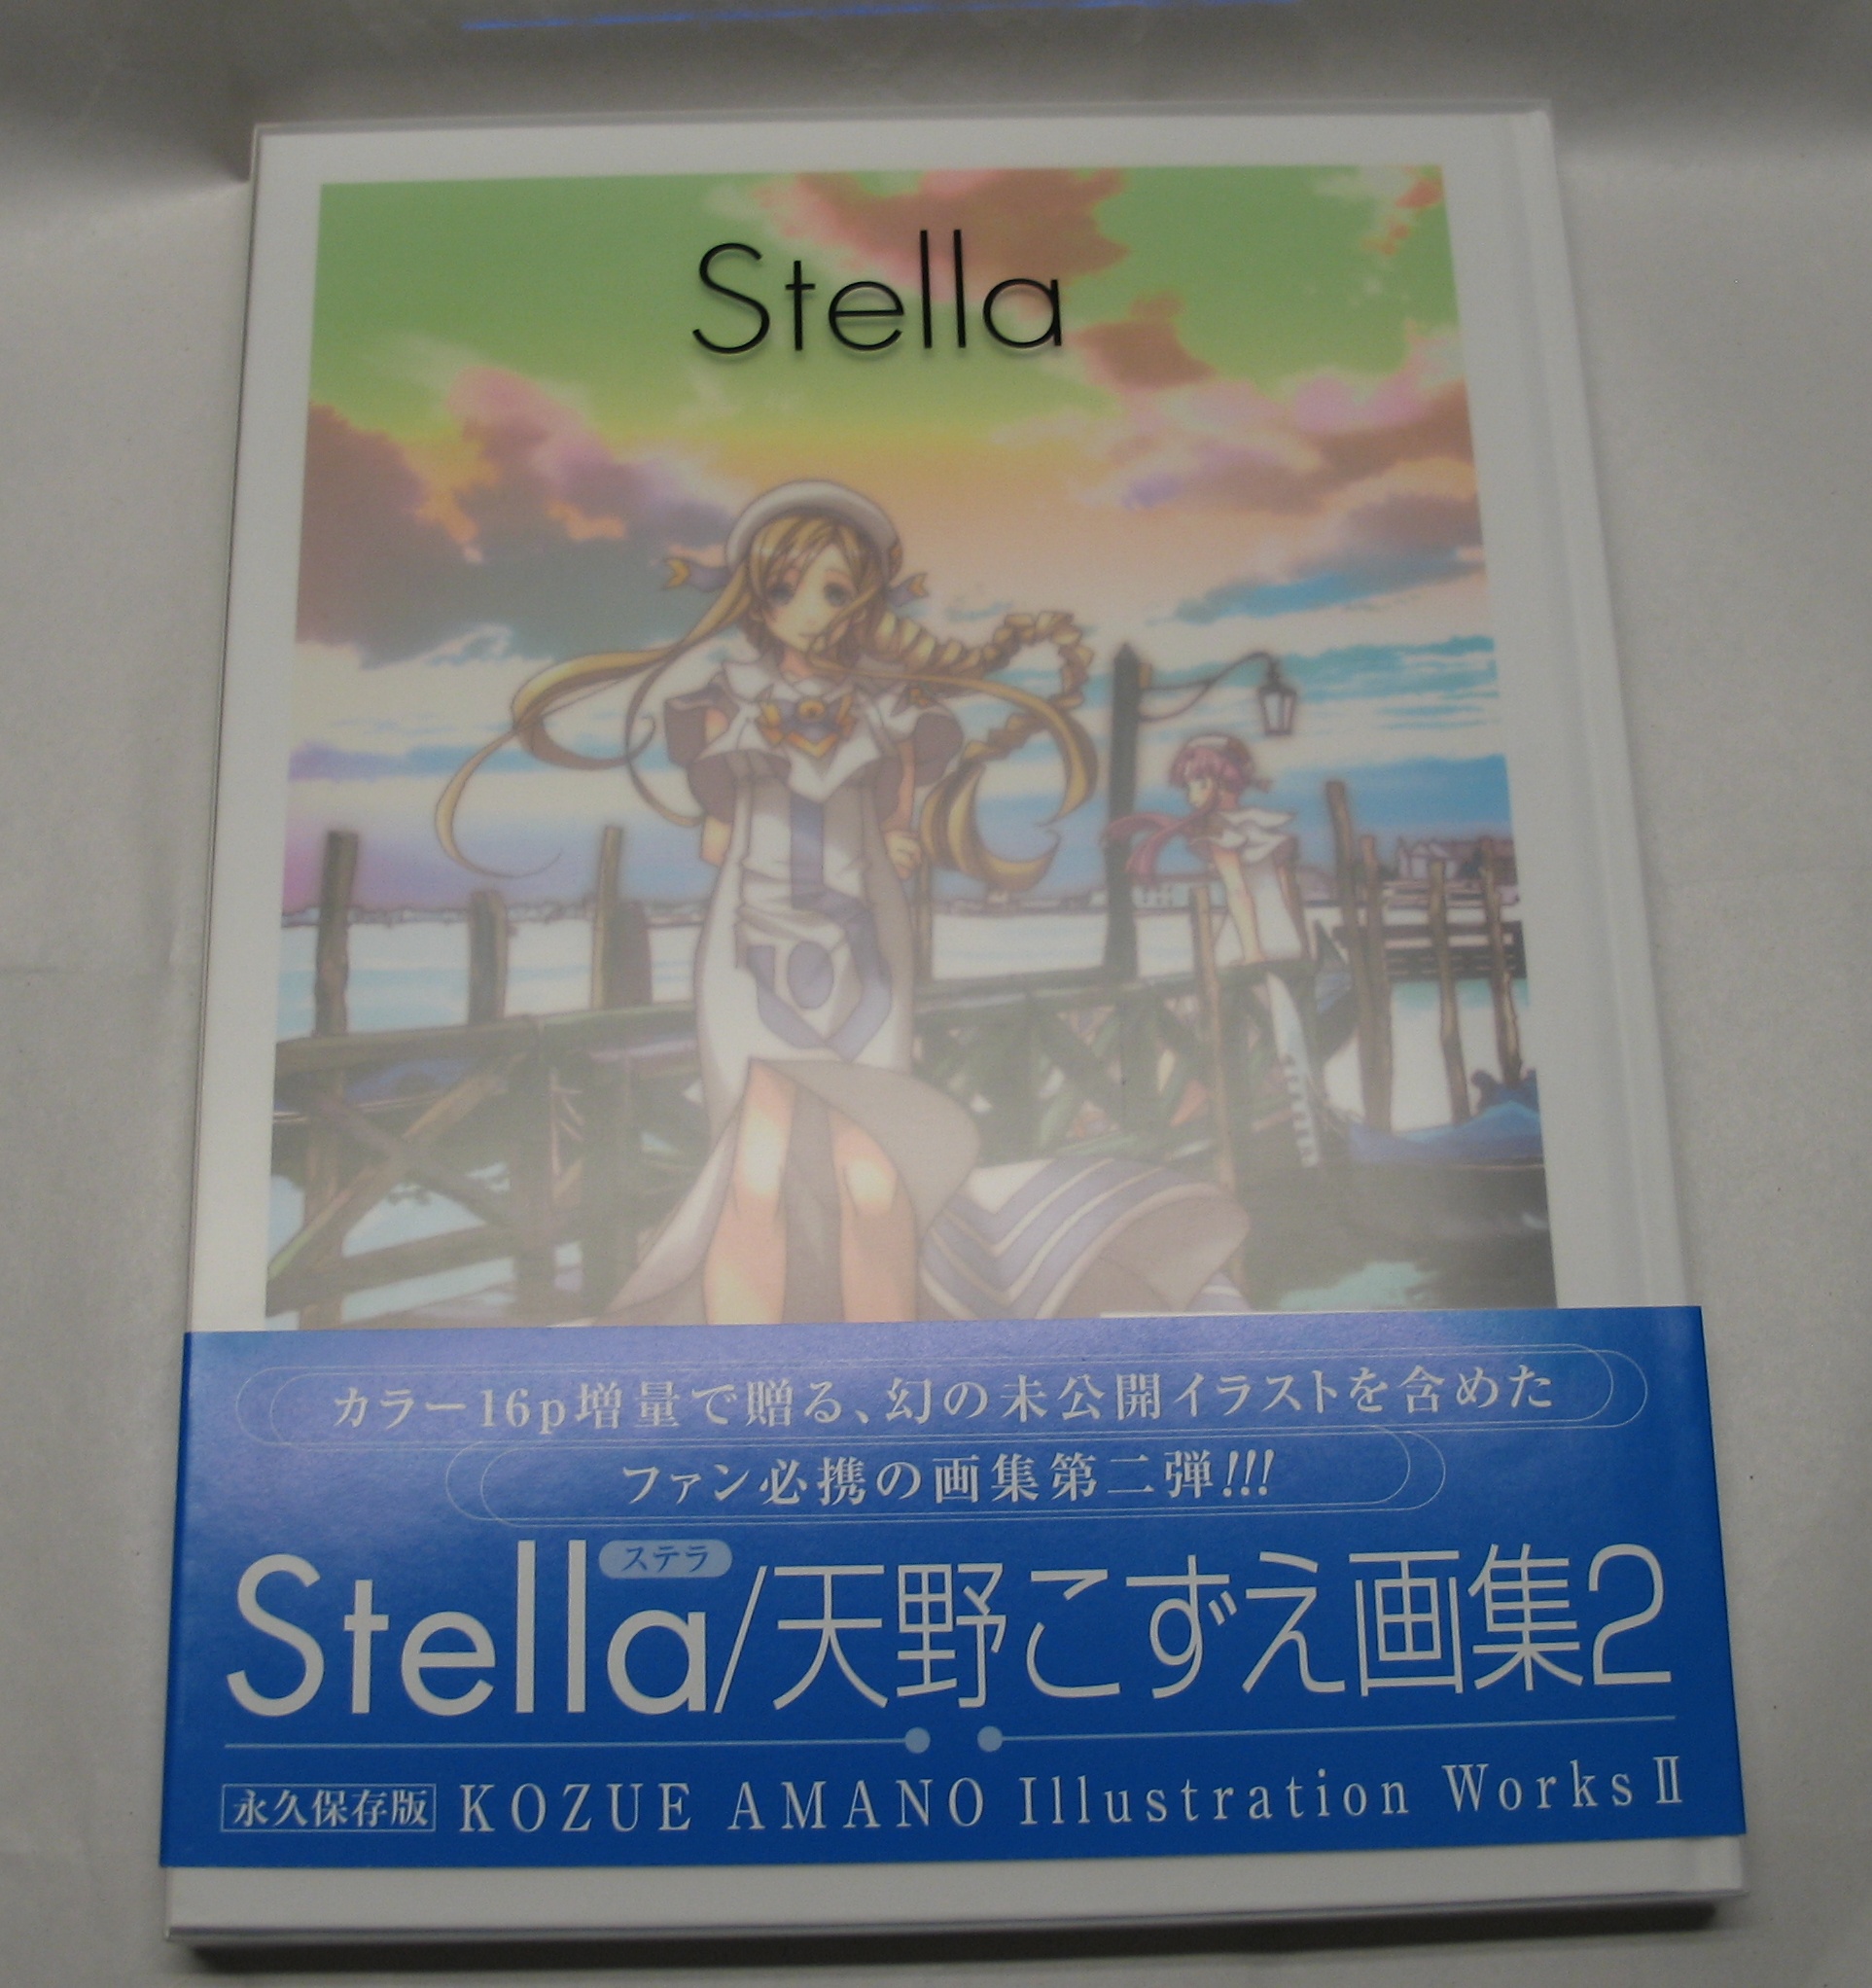 Stella
カラー16p増量で贈る、幻の未公開イラストを含めた
ファン必携の画集第二弾!!!
ステラ
Stella/天野こずえ画集2
永久保存版 KOZUE AMANO Illustration Works Ⅱ